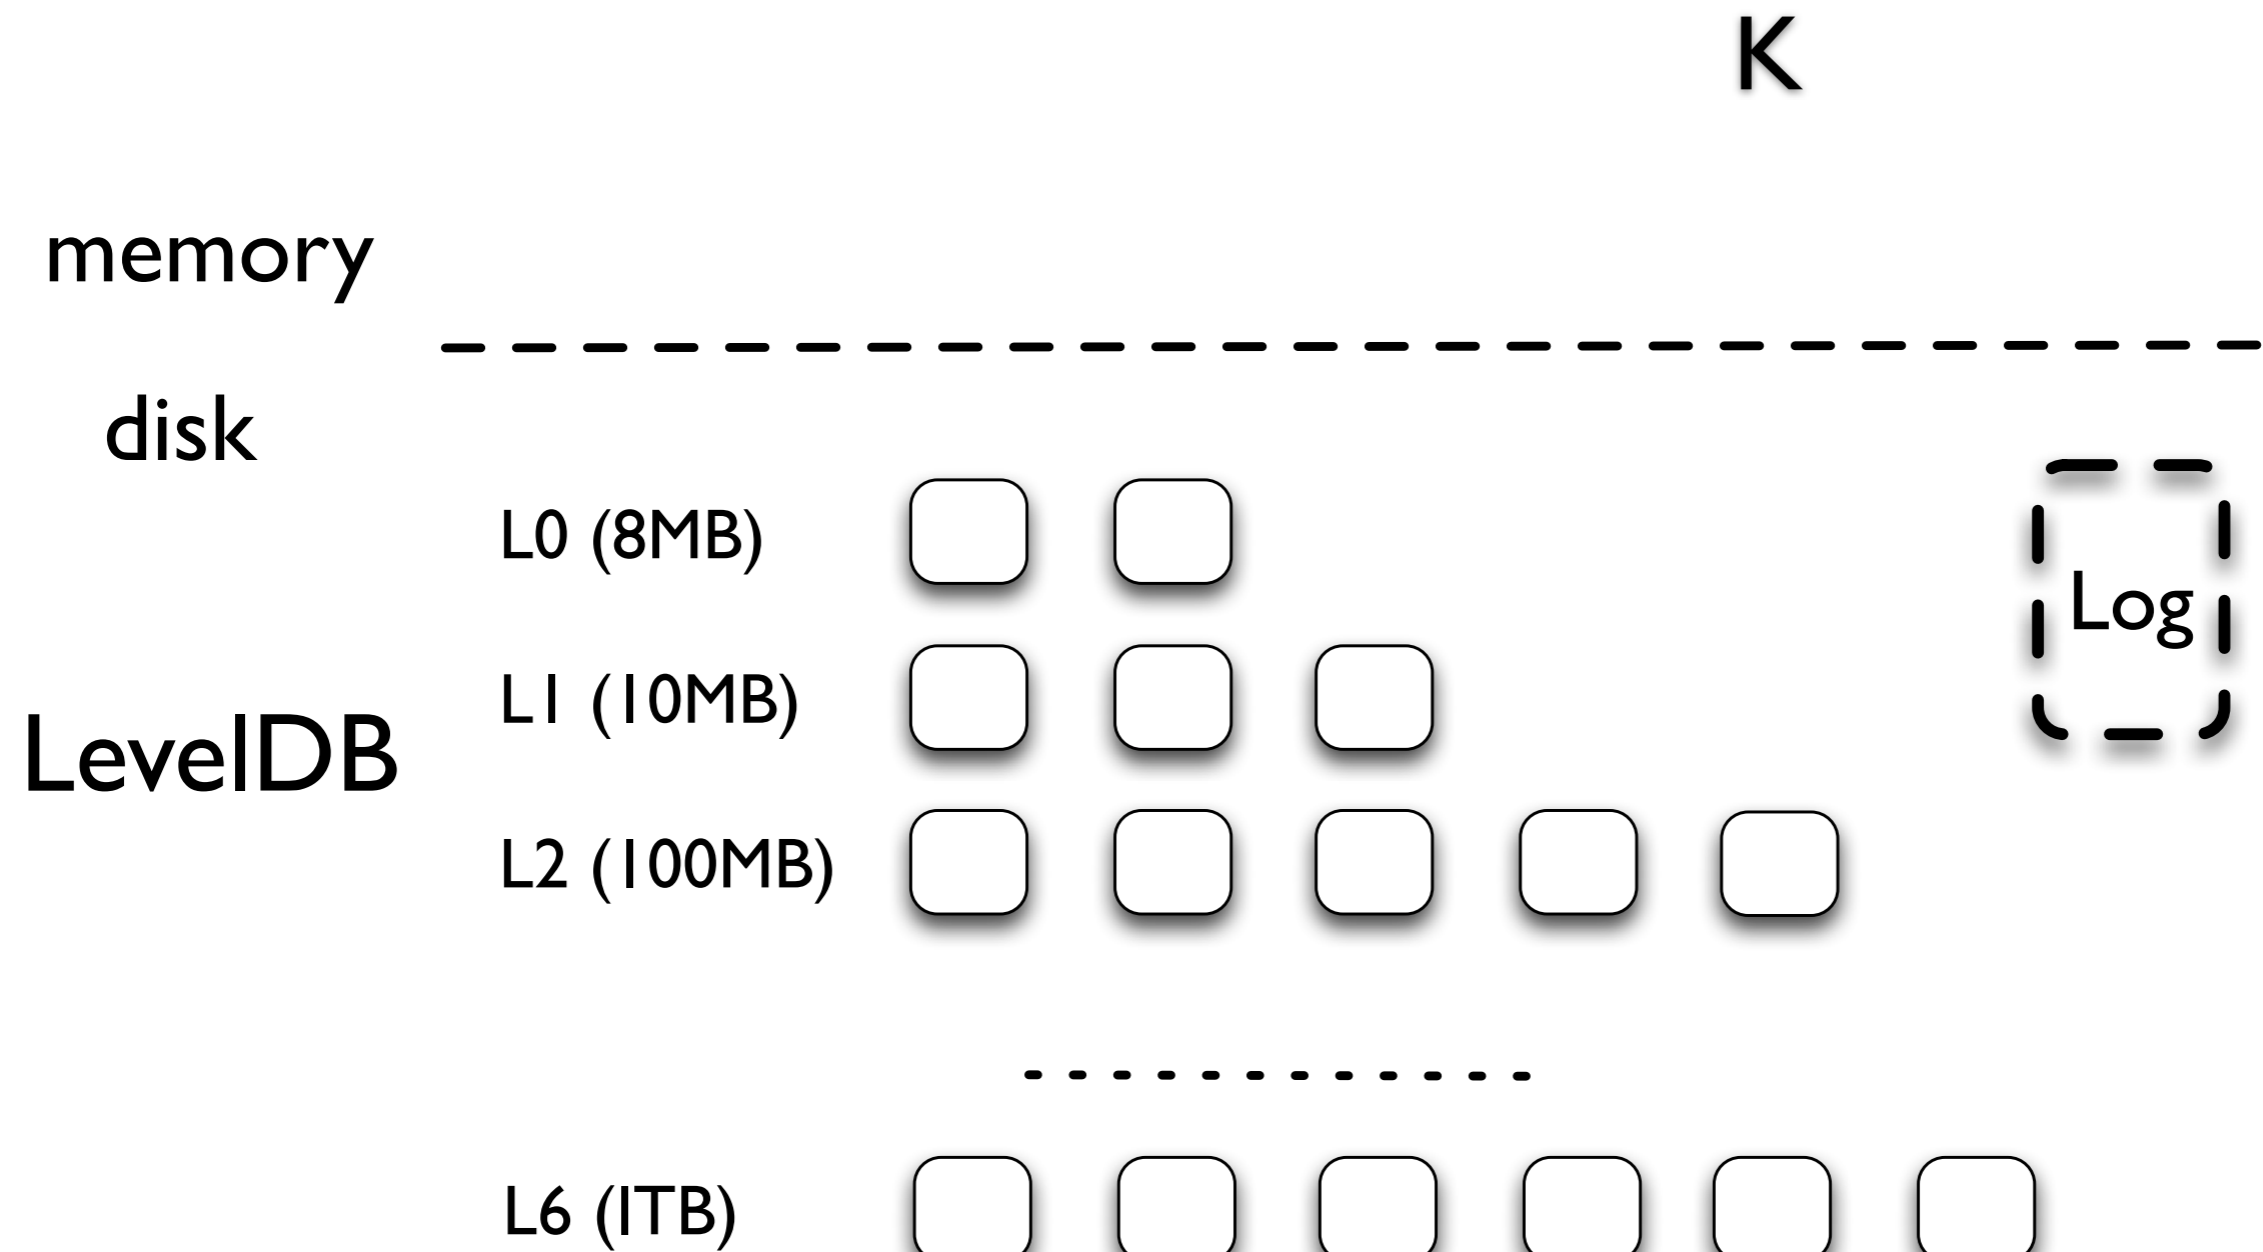 K
memory
disk
L0 (8MB)
Log
L1 (10MB)
LevelDB
L2 (100MB)
L6 (1TB)